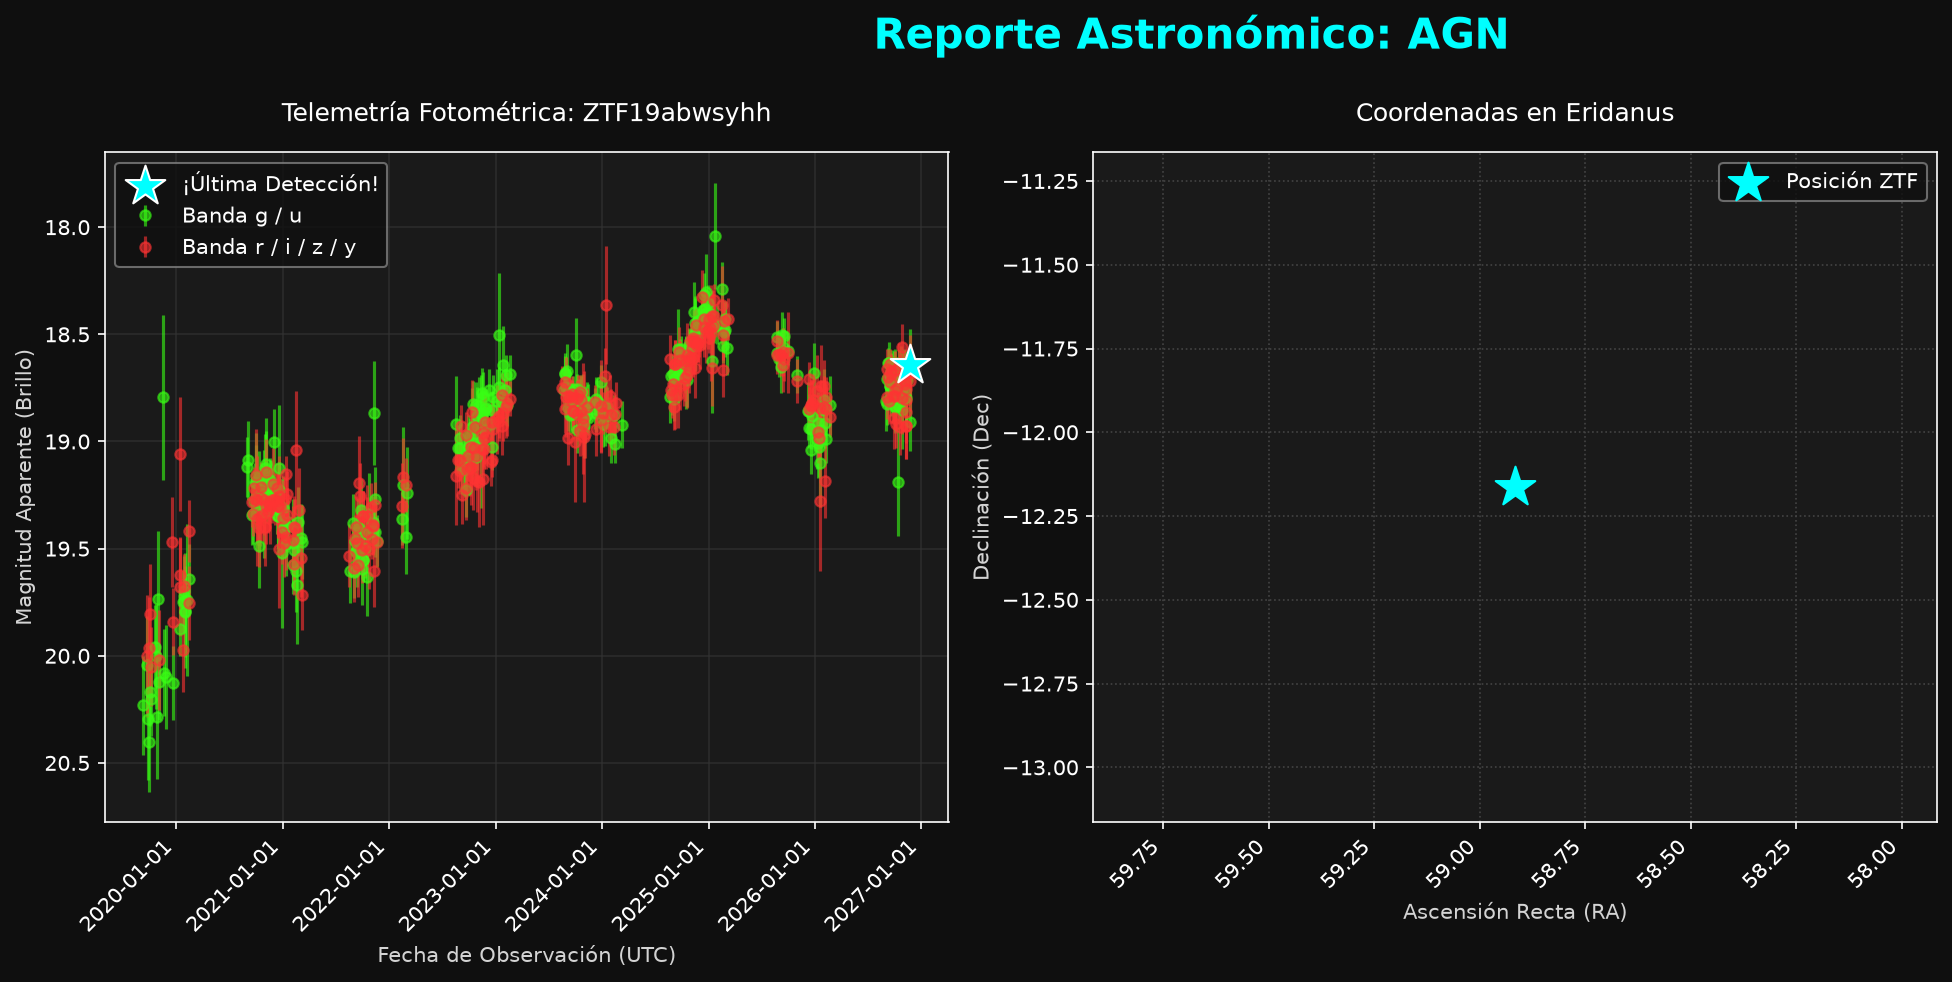 Reporte Astronómico: AGN
Telemetría Fotométrica: ZTF19abwsyhh
¡Última Detección!
Banda g / u
Banda r / i / z / y
Magnitud Aparente (Brillo)
18.0
18.5
19.0
19.5
20.0
20.5
2020-01-01
2021-01-01
2022-01-01
2023-01-01
2024-01-01
2025-01-01
2026-01-01
2027-01-01
Fecha de Observación (UTC)
Coordenadas en Eridanus
Posición ZTF
Declinación (Dec)
−11.25
−11.50
−11.75
−12.00
−12.25
−12.50
−12.75
−13.00
59.75
59.50
59.25
59.00
58.75
58.50
58.25
58.00
Ascensión Recta (RA)